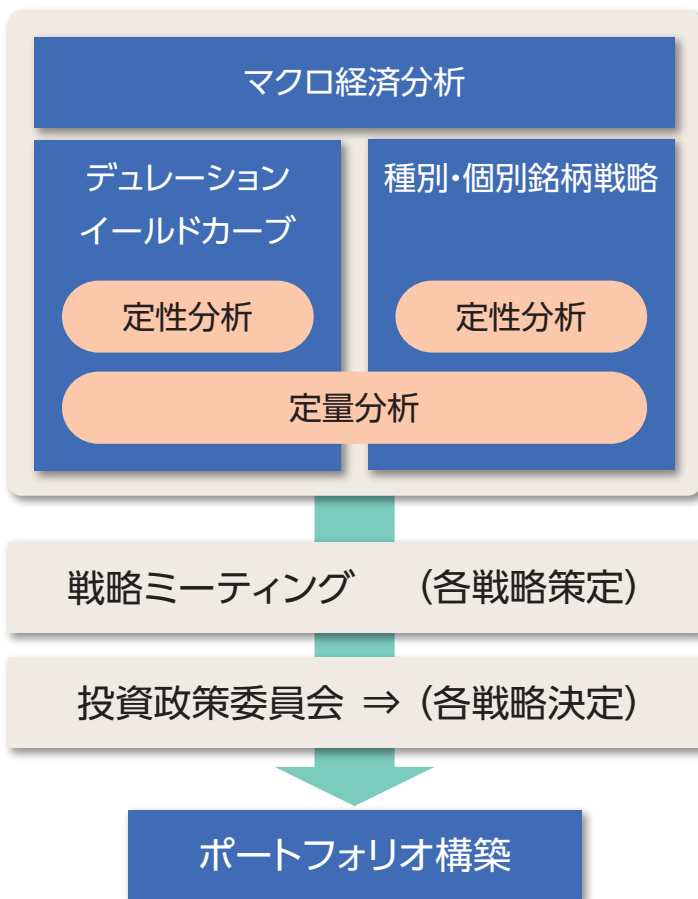 マクロ経済分析
デュレーション
イールドカーブ
種別・個別銘柄戦略
定性分析
定性分析
定量分析
戦略ミーティング （各戦略策定）
投資政策委員会 ⇒（各戦略決定）
ポートフォリオ構築